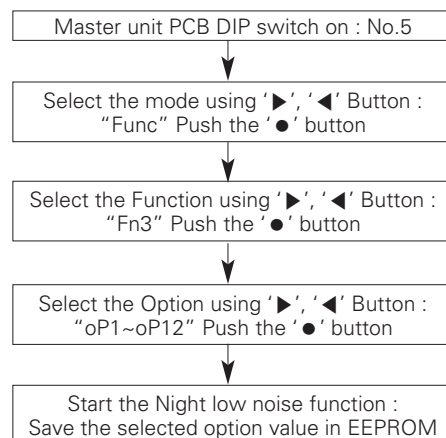 Master unit PCB DIP switch on : No.5
Select the mode using ‘▶’, ‘◀’ Button :
“Func” Push the ‘●’ button
Select the Function using ‘▶’, ‘◀’ Button :
“Fn3” Push the ‘●’ button
Select the Option using ‘▶’, ‘◀’ Button :
“oP1~oP12” Push the ‘●’ button
Start the Night low noise function :
Save the selected option value in EEPROM